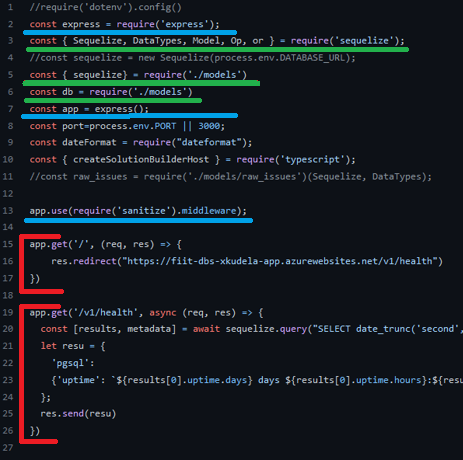 1 //require('dotenv').config()
2 const express = require('express');
3 const { Sequelize, DataTypes, Model, Op, or } = require('sequelize');
4 //const sequelize = new Sequelize(process.env.DATABASE_URL);
5 const { sequelize} = require('./models')
6 const db = require('./models')
7 const app = express();
8 const port=process.env.PORT || 3000;
9 const dateFormat = require("dateformat");
10 const { createSolutionBuilderHost } = require('typescript');
11 //const raw_issues = require('./models/raw_issues')(Sequelize, DataTypes);
12
13 app.use(require('sanitize').middleware);
14
15 app.get('/', (req, res) => {
16 res.redirect("https://fiit-dbs-xkudela-app.azurewebsites.net/v1/health")
17 })
18
19 app.get('/v1/health', async (req, res) => {
20 const [results, metadata] = await sequelize.query("SELECT date_trunc('second',
21 let resu = {
22 'pgsql':
23 {'uptime': `${results[0].uptime.days} days ${results[0].uptime.hours}:${resu
24 };
25 res.send(resu)
26 })
27